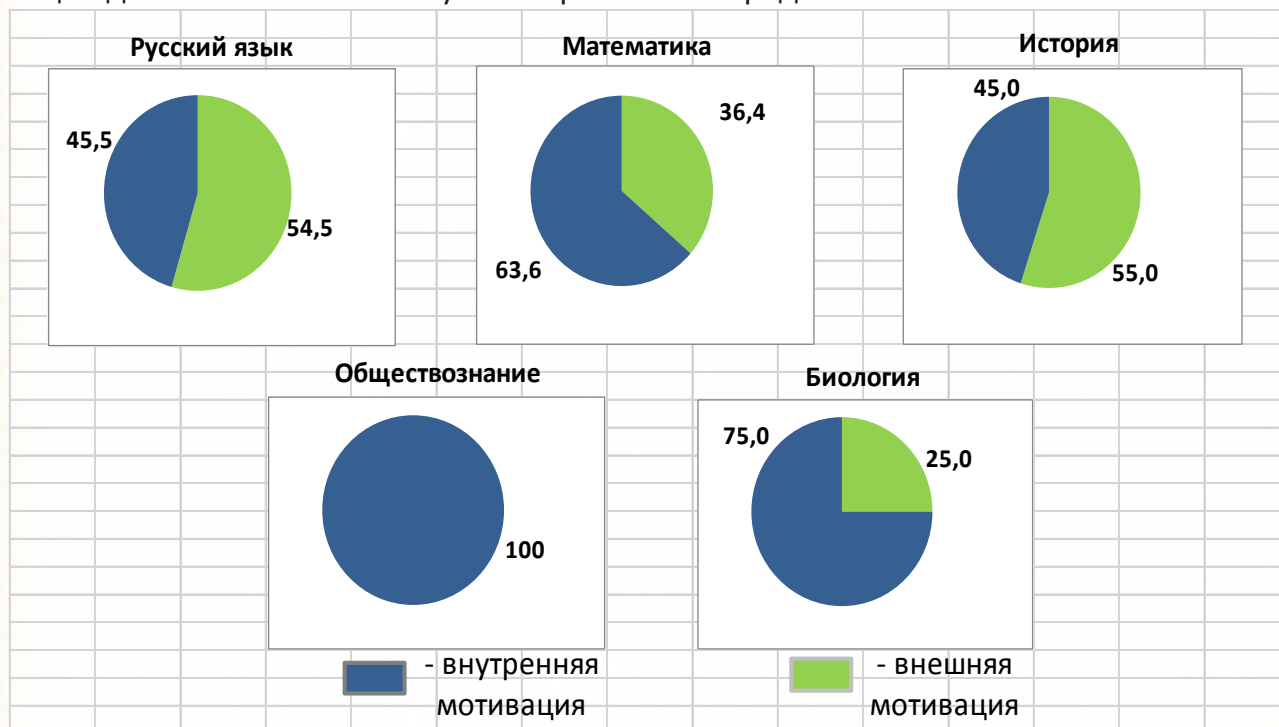 Русский язык
Математика
История
45,5
54,5
36,4
63,6
45,0
55,0
Обществознание
Биология
100
75,0
25,0
- внутренняя
мотивация
- внешняя
мотивация